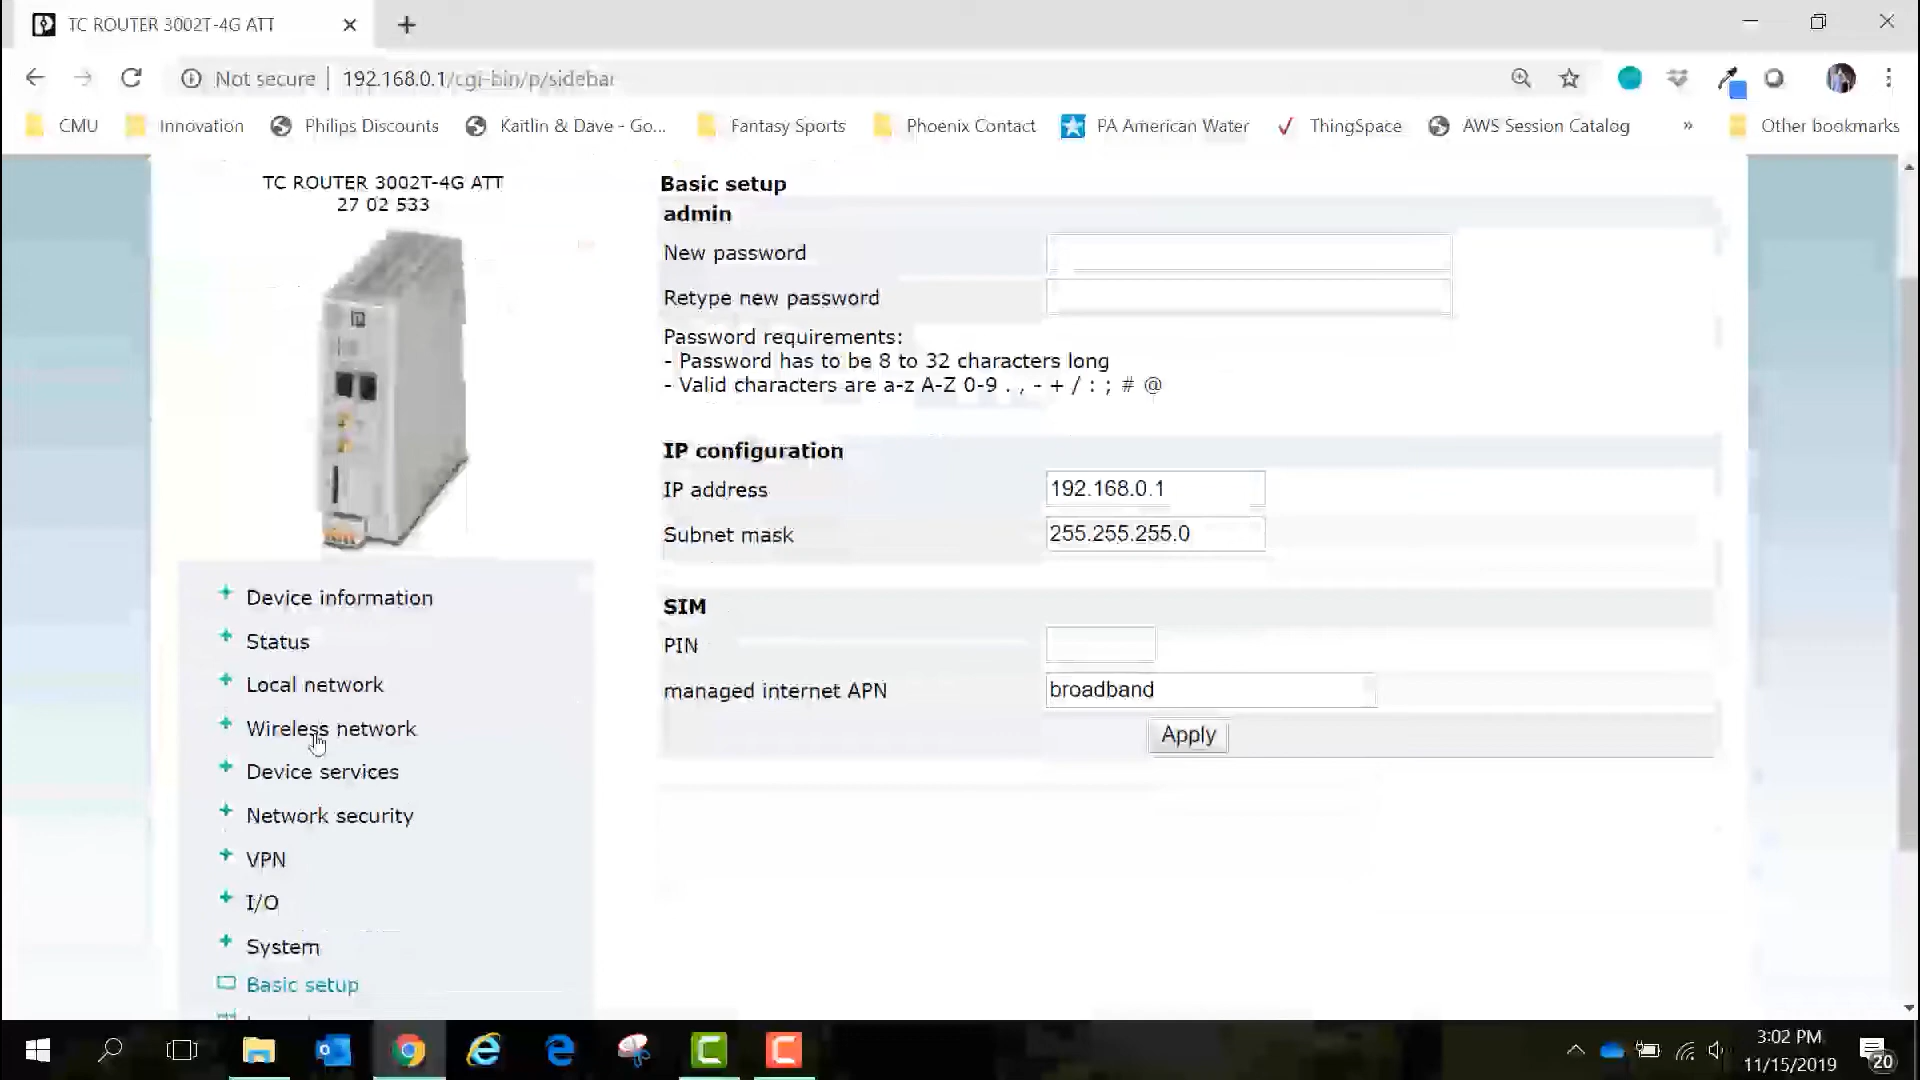 TC ROUTER 3002T-4G ATT
Not secure 192.168.0.1/cgi-bin/p/sidebar
CMU Innovation Philips Discounts Kaitlin & Dave - Go... Fantasy Sports Phoenix Contact PA American Water ThingSpace AWS Session Catalog » Other bookmarks
TC ROUTER 3002T-4G ATT
27 02 533
Device information
Status
Local network
Wireless network
Device services
Network security
VPN
I/O
System
Basic setup
Basic setup
admin
New password
Retype new password
Password requirements:
- Password has to be 8 to 32 characters long
- Valid characters are a-z A-Z 0-9 . , - + / : ; # @
IP configuration
IP address 192.168.0.1
Subnet mask 255.255.255.0
SIM
PIN
managed internet APN broadband
Apply
3:02 PM
11/15/2019
20